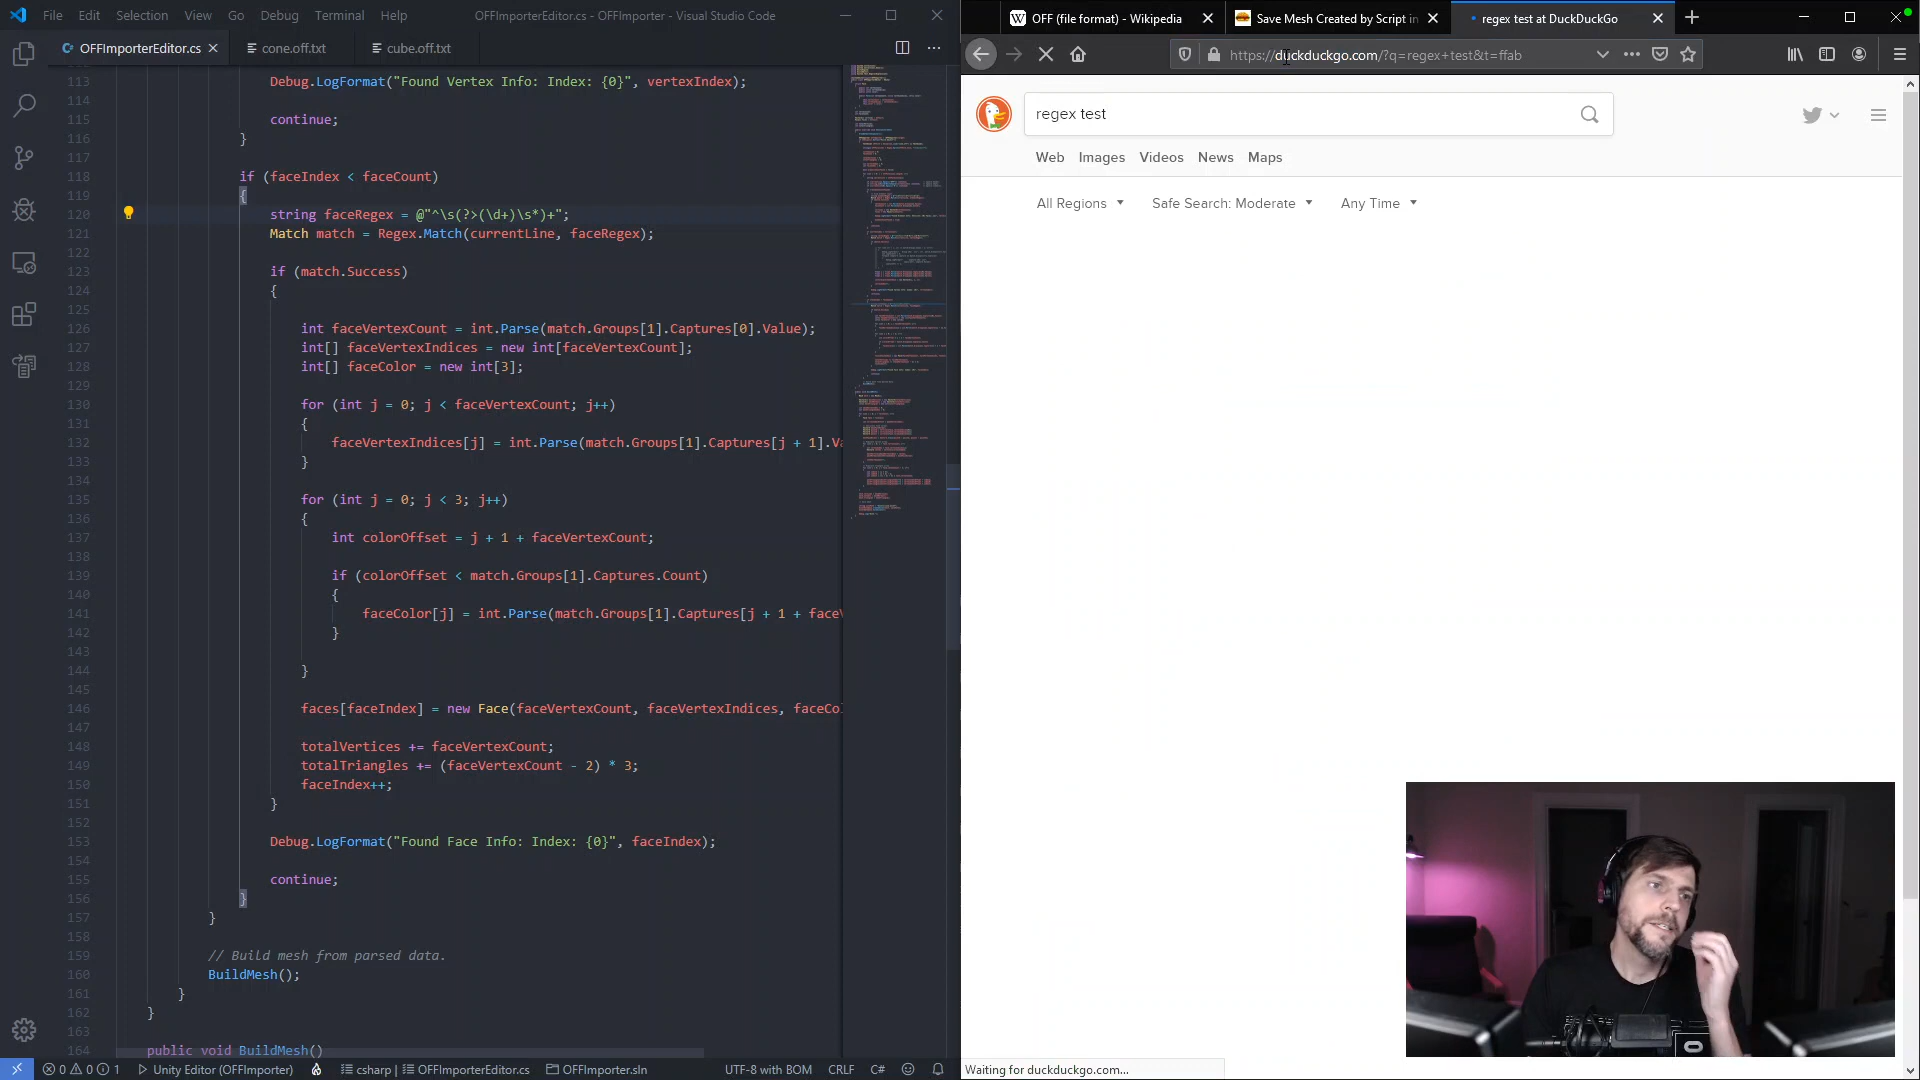 File Edit Selection View Go Debug Terminal Help OFFImporterEditor.cs - OFFImporter - Visual Studio Code
OFFImporterEditor.cs cone.off.txt cube.off.txt
113 Debug.LogFormat("Found Vertex Info: Index: {0}", vertexIndex);
114
115 continue;
116 }
117
118 if (faceIndex < faceCount)
119 {
120 string faceRegex = @"^\s(?>(\d+)\s*)+";
121 Match match = Regex.Match(currentLine, faceRegex);
122
123 if (match.Success)
124 {
125
126 int faceVertexCount = int.Parse(match.Groups[1].Captures[0].Value);
127 int[] faceVertexIndices = new int[faceVertexCount];
128 int[] faceColor = new int[3];
129
130 for (int j = 0; j < faceVertexCount; j++)
131 {
132 faceVertexIndices[j] = int.Parse(match.Groups[1].Captures[j + 1].Va
133 }
134
135 for (int j = 0; j < 3; j++)
136 {
137 int colorOffset = j + 1 + faceVertexCount;
138
139 if (colorOffset < match.Groups[1].Captures.Count)
140 {
141 faceColor[j] = int.Parse(match.Groups[1].Captures[j + 1 + faceV
142 }
143
144 }
145
146 faces[faceIndex] = new Face(faceVertexCount, faceVertexIndices, faceCo
147
148 totalVertices += faceVertexCount;
149 totalTriangles += (faceVertexCount - 2) * 3;
150 faceIndex++;
151 }
152
153 Debug.LogFormat("Found Face Info: Index: {0}", faceIndex);
154
155 continue;
156 }
157 }
158
159 // Build mesh from parsed data.
160 BuildMesh();
161 }
162 }
163
164 public void BuildMesh()
0 0 1 Unity Editor (OFFImporter) csharp | OFFImporterEditor.cs OFFImporter.sln UTF-8 with BOM CRLF C#
OFF (file format) - Wikipedia Save Mesh Created by Script in regex test at DuckDuckGo
https://duckduckgo.com/?q=regex+test&t=ffab
regex test
Web Images Videos News Maps
All Regions Safe Search: Moderate Any Time
Waiting for duckduckgo.com...